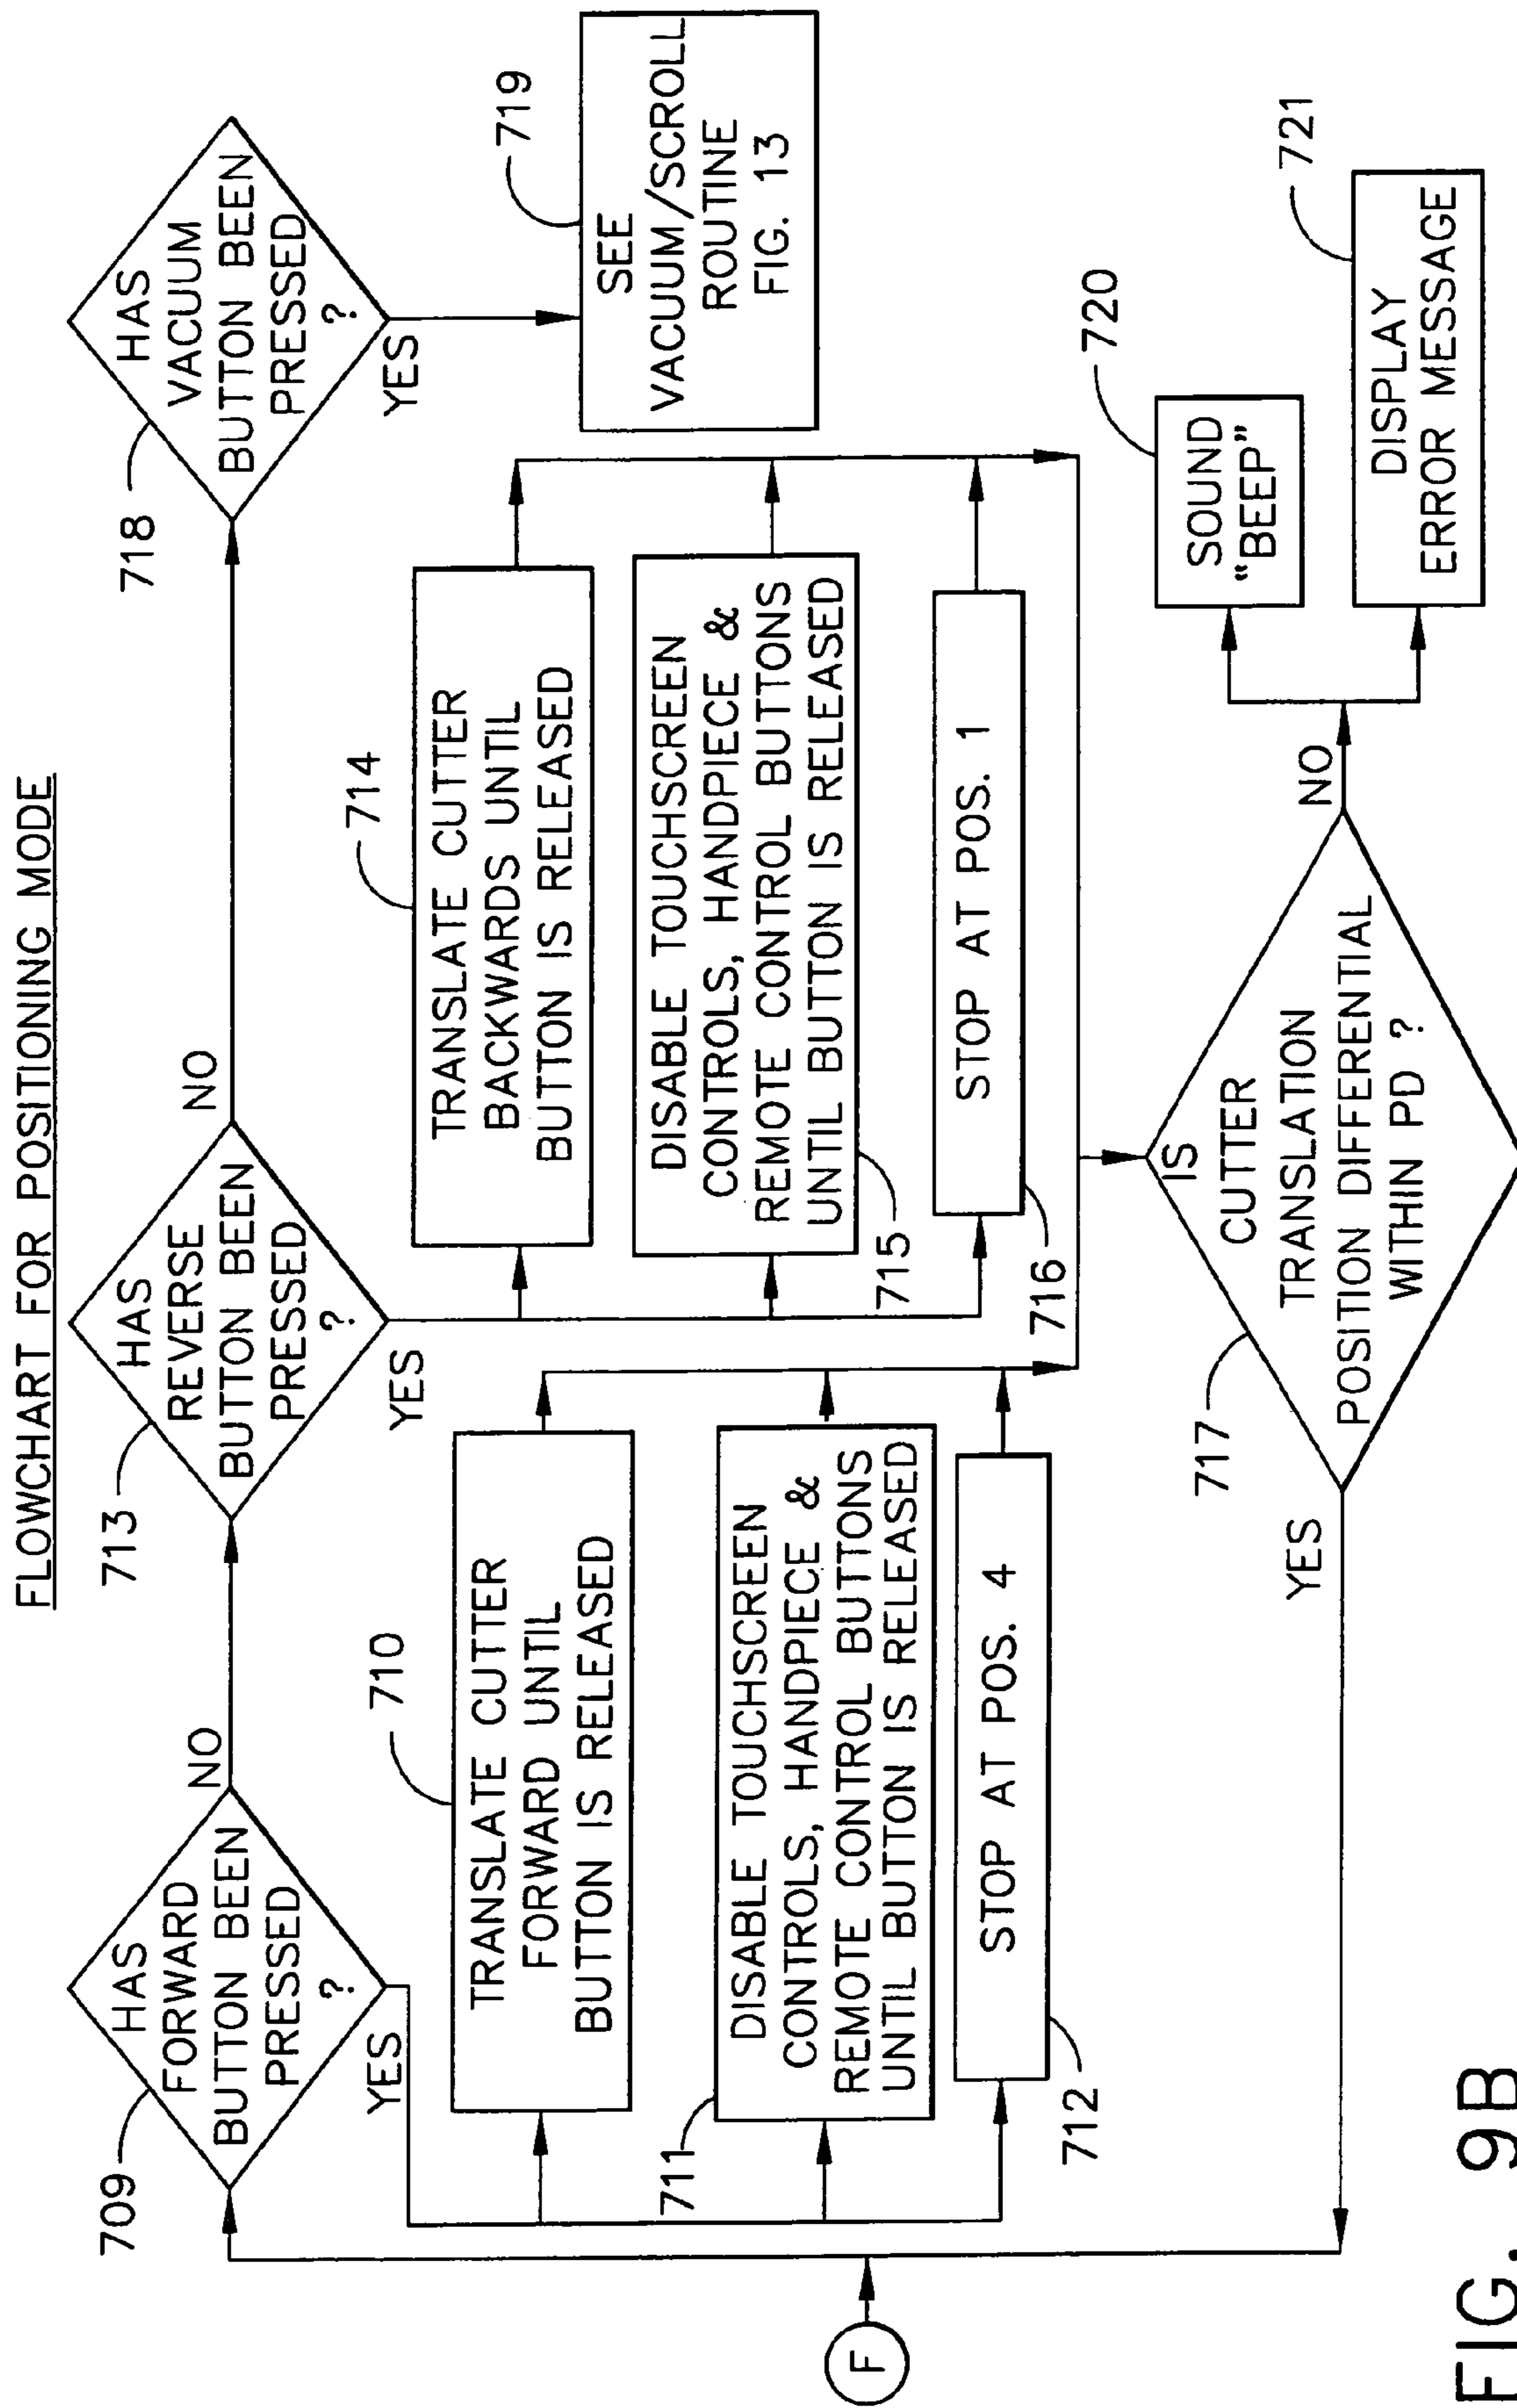 FLOWCHART FOR POSITIONING MODE
709
HAS
FORWARD
BUTTON BEEN
PRESSED
?
NO
YES
713
HAS
REVERSE
BUTTON BEEN
PRESSED
?
NO
YES
718
HAS
VACUUM
BUTTON BEEN
PRESSED
?
YES
710
TRANSLATE CUTTER
FORWARD UNTIL
BUTTON IS RELEASED
711
DISABLE TOUCHSCREEN
CONTROLS, HANDPIECE &
REMOTE CONTROL BUTTONS
UNTIL BUTTON IS RELEASED
712
STOP AT POS. 4
714
TRANSLATE CUTTER
BACKWARDS UNTIL
BUTTON IS RELEASED
715
DISABLE TOUCHSCREEN
CONTROLS, HANDPIECE &
REMOTE CONTROL BUTTONS
UNTIL BUTTON IS RELEASED
716
STOP AT POS. 1
719
SEE
VACUUM/SCROLL
ROUTINE
FIG. 13
F
717
IS
CUTTER
TRANSLATION
POSITION DIFFERENTIAL
WITHIN PD ?
YES
NO
720
SOUND
"BEEP"
721
DISPLAY
ERROR MESSAGE
FIG. 9B